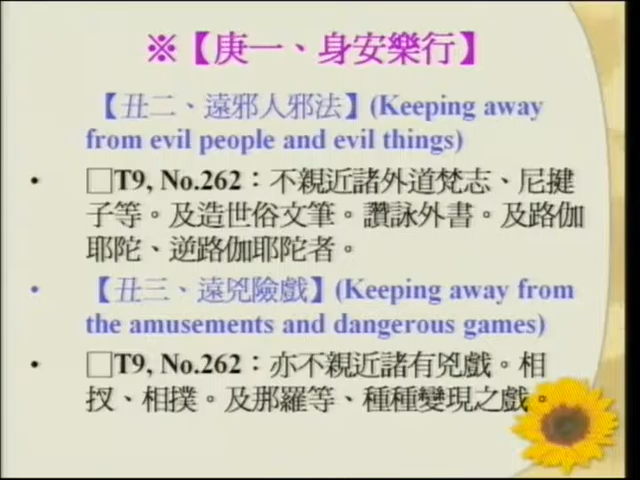 ※【庚一、身安樂行】
【丑二、遠邪人邪法】(Keeping away
from evil people and evil things)
• □T9, No.262：不親近諸外道梵志、尼揵
子等。及造世俗文筆。讚詠外書。及路伽
耶陀、逆路伽耶陀者。
• 【丑三、遠兇險戲】(Keeping away from
the amusements and dangerous games)
• □T9, No.262：亦不親近諸有兇戲。相
扠、相撲。及那羅等、種種變現之戲。